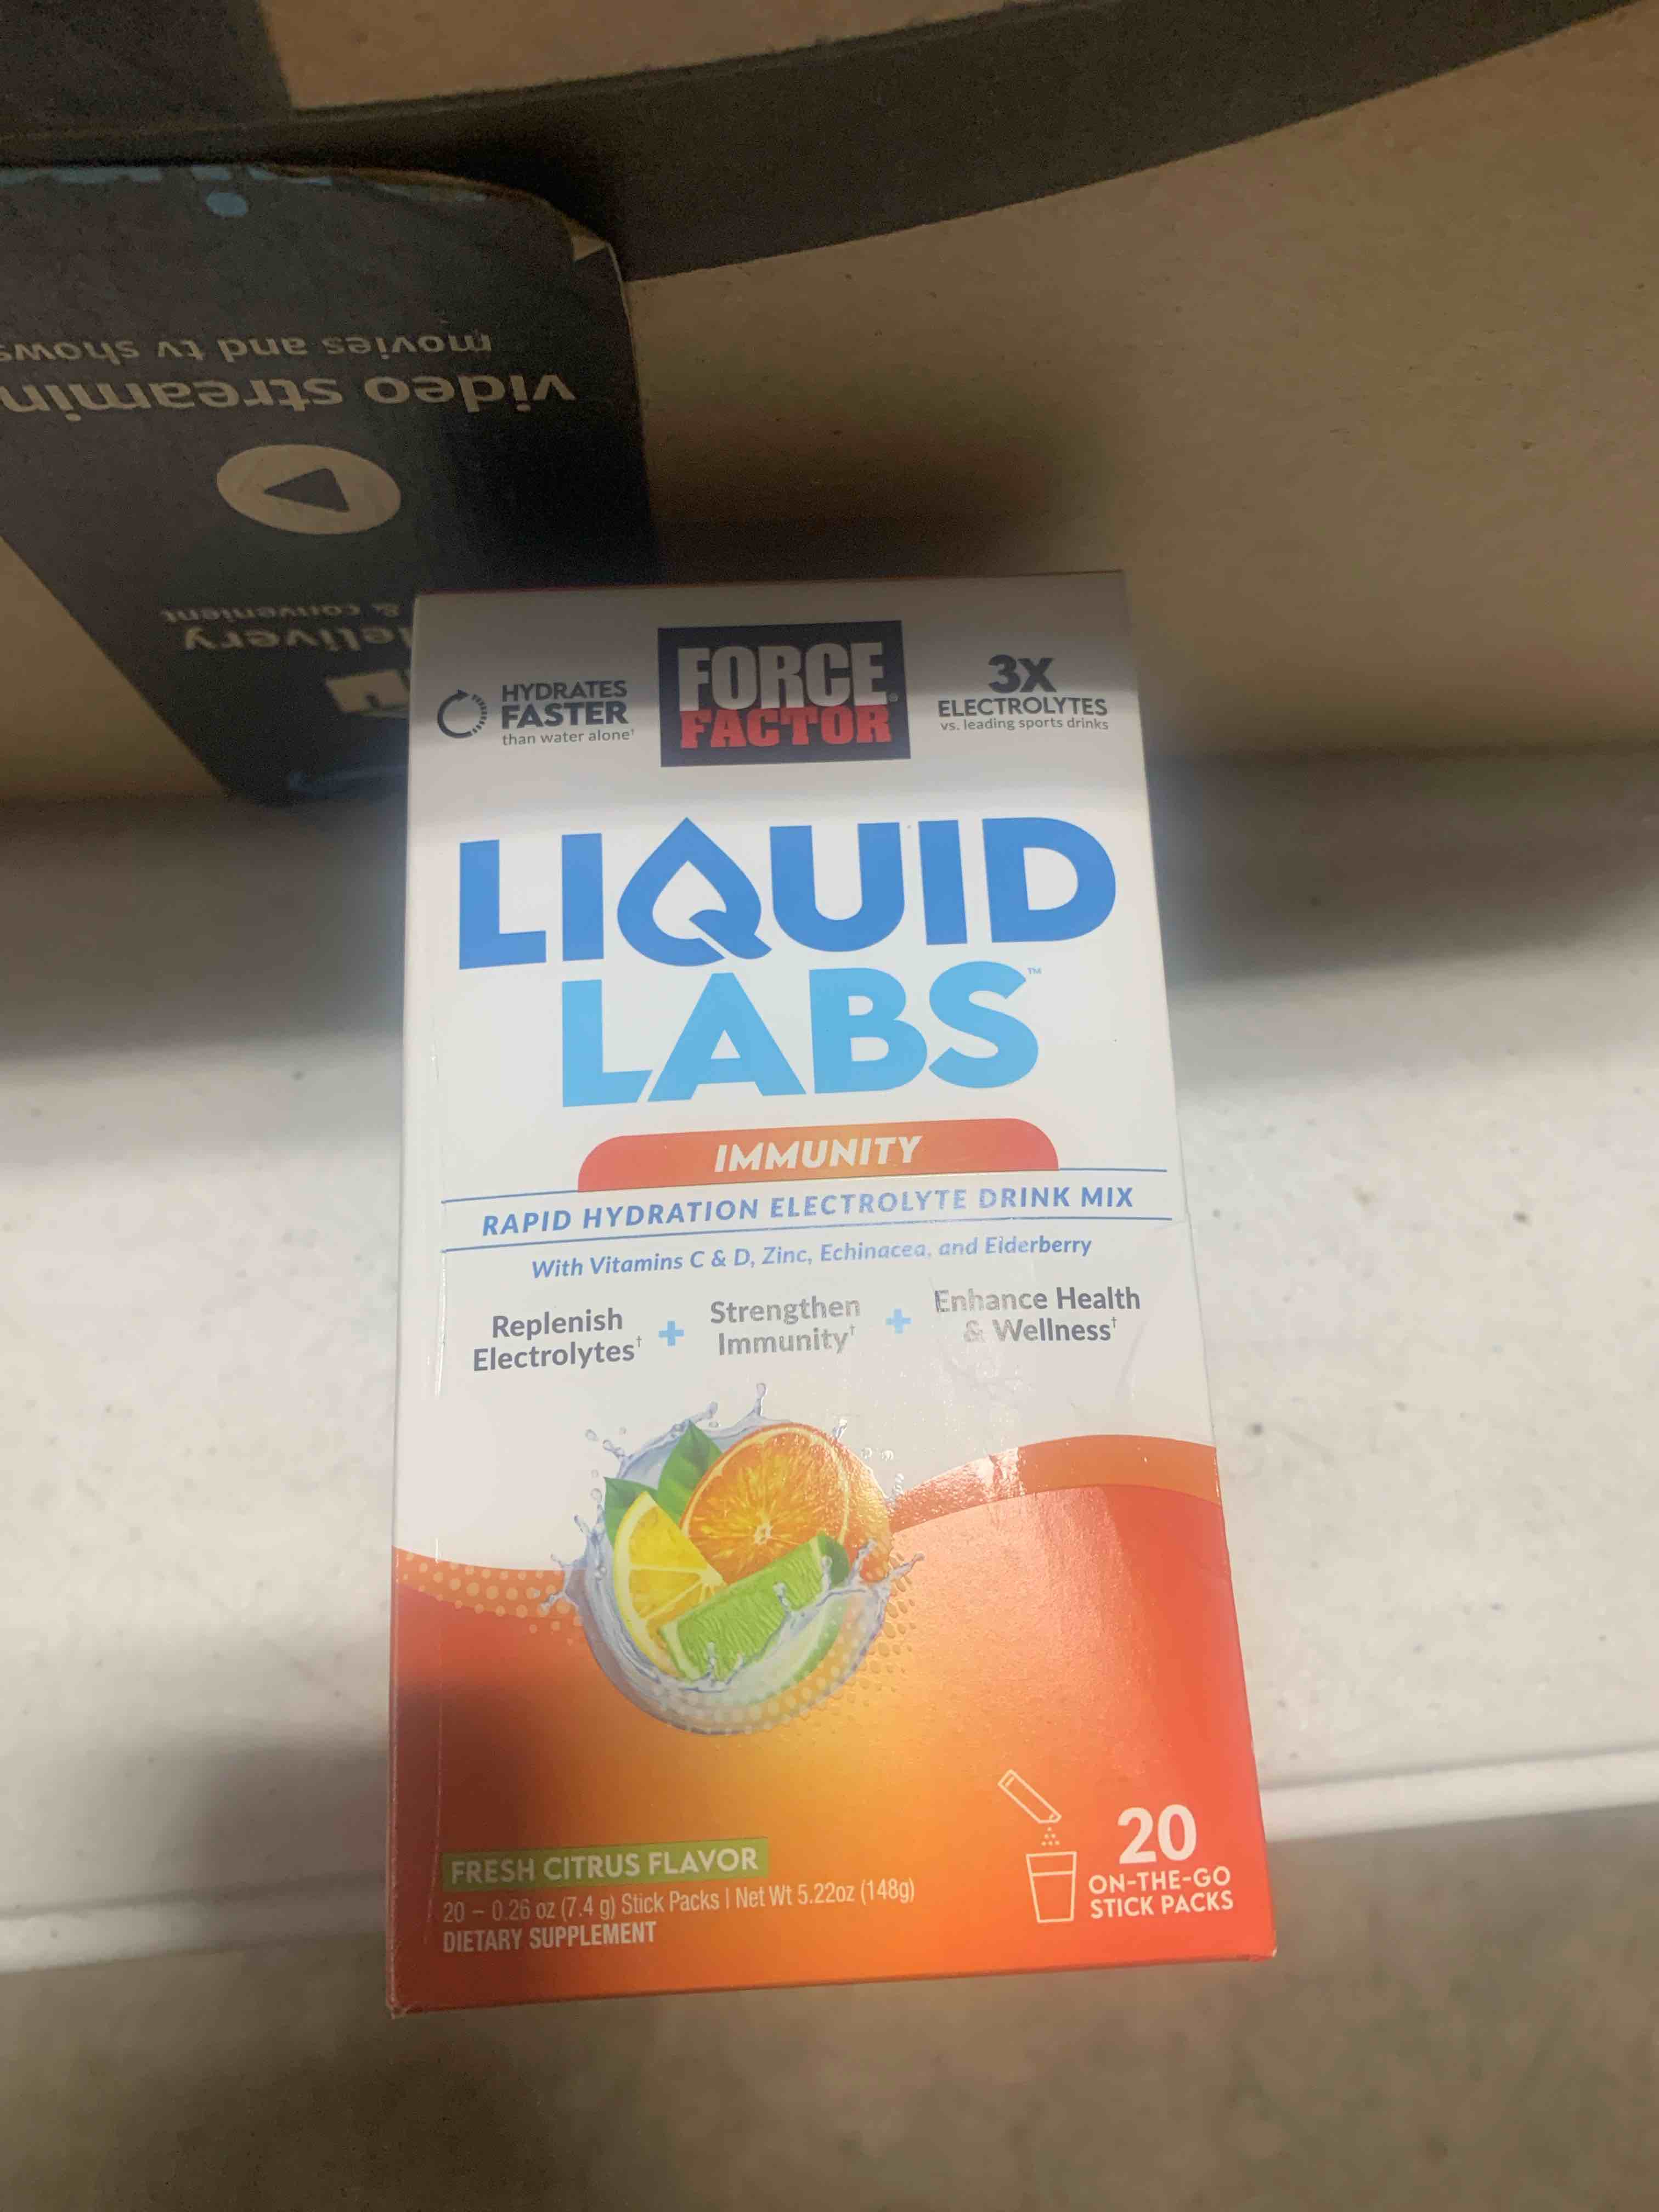 movies and tv shows
video streamin
& convenient
elivery
HYDRATES
FASTER
than water alone†
FORCE
FACTOR®
3X
ELECTROLYTES
vs. leading sports drinks
LIQUID
LABS™
IMMUNITY
RAPID HYDRATION ELECTROLYTE DRINK MIX
With Vitamins C & D, Zinc, Echinacea, and Elderberry
Replenish
Electrolytes†
+
Strengthen
Immunity†
+
Enhance Health
& Wellness†
FRESH CITRUS FLAVOR
20 – 0.26 oz (7.4 g) Stick Packs | Net Wt 5.22oz (148g)
DIETARY SUPPLEMENT
20
ON-THE-GO
STICK PACKS